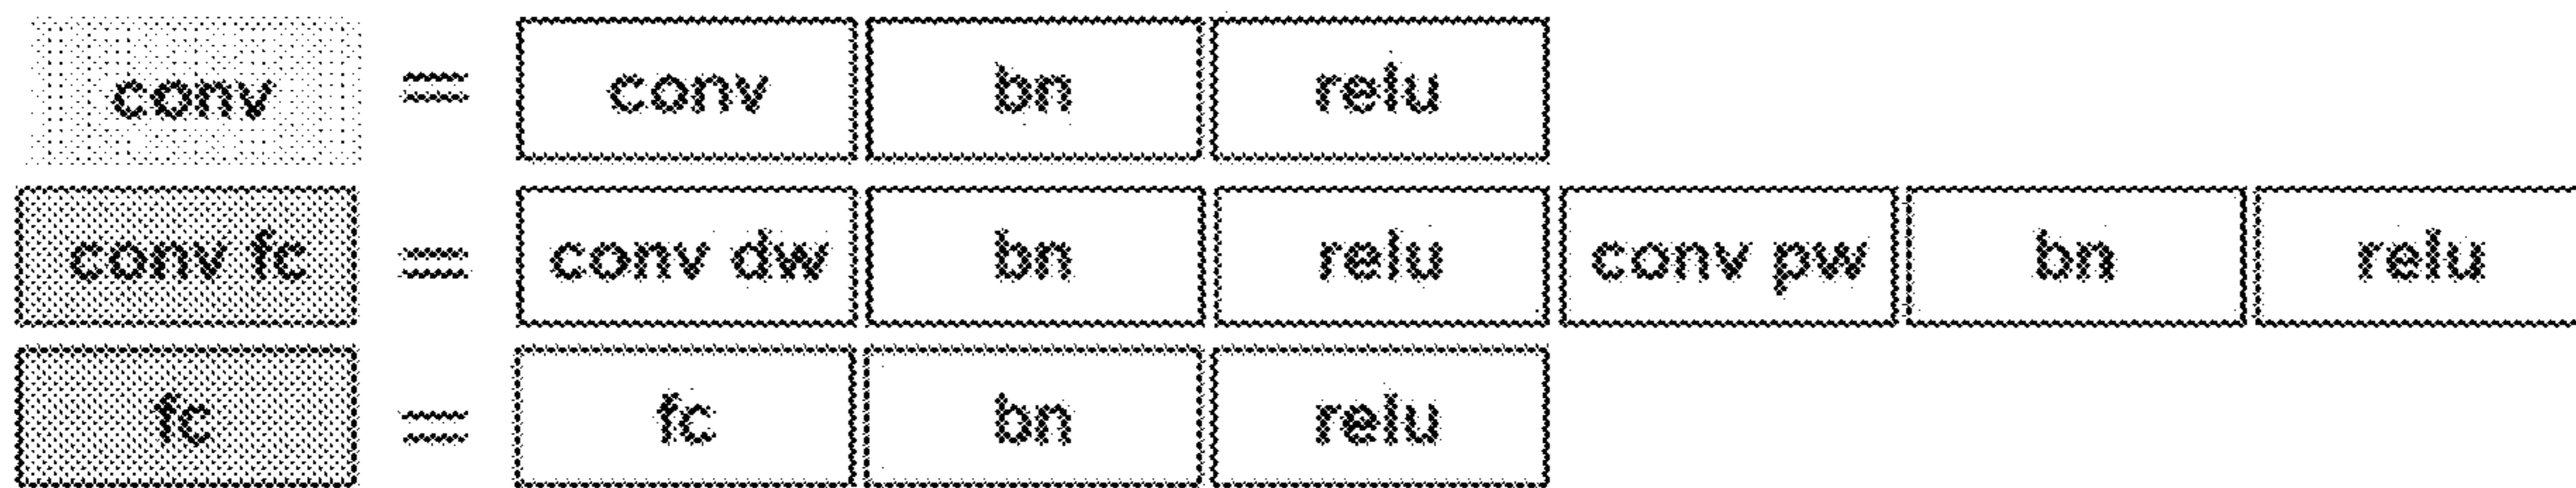 conv = conv bn relu
conv fc = conv dw bn relu conv pw bn relu
fc = fc bn relu